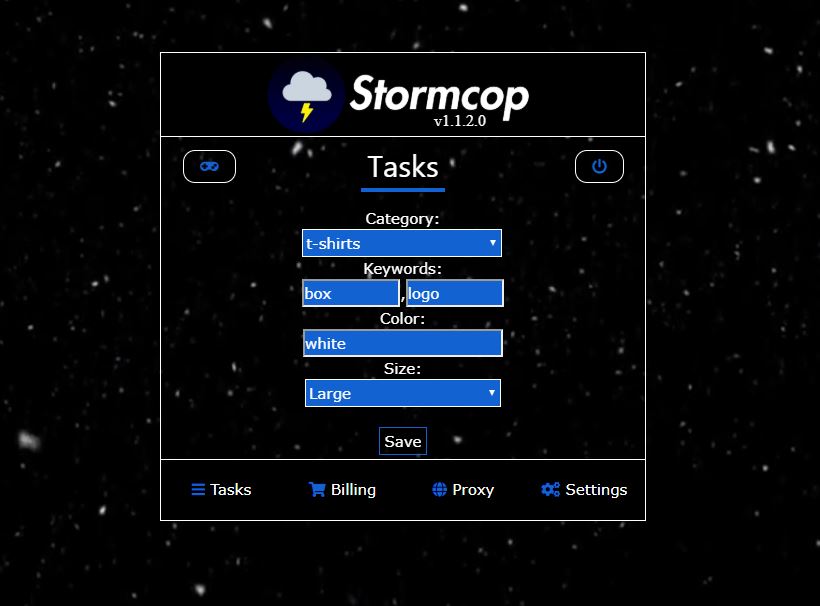 Stormcop
v1.1.2.0
Tasks
Category:
t-shirts
Keywords:
box , logo
Color:
white
Size:
Large
Save
Tasks Billing Proxy Settings